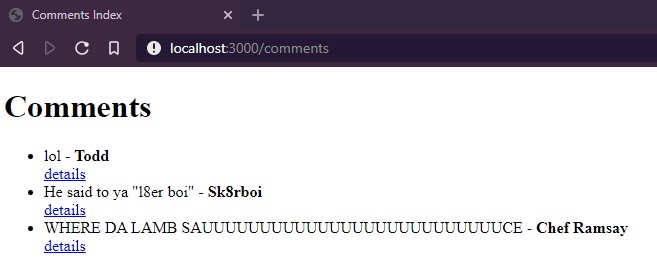 Comments Index
localhost:3000/comments
Comments
lol - Todd
details
He said to ya "l8er boi" - Sk8rboi
details
WHERE DA LAMB SAUUUUUUUUUUUUUUUUUUUUUUUUUCE - Chef Ramsay
details